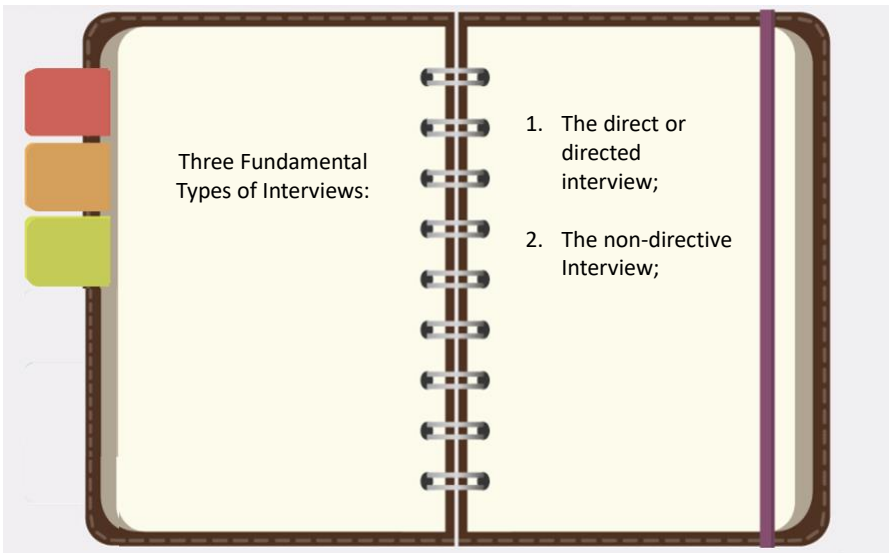 Three Fundamental
Types of Interviews:
1. The direct or
directed
interview;
2. The non-directive
Interview;